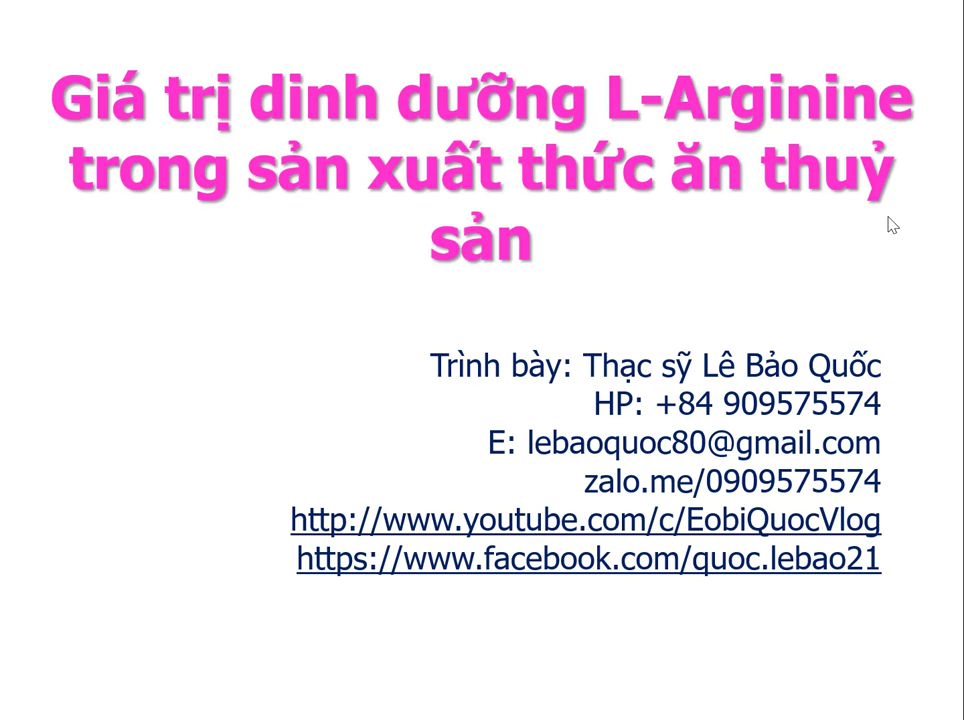 Giá trị dinh dưỡng L-Arginine
trong sản xuất thức ăn thuỷ
sản
Trình bày: Thạc sỹ Lê Bảo Quốc
HP: +84 909575574
E: lebaoquoc80@gmail.com
zalo.me/0909575574
http://www.youtube.com/c/EobiQuocVlog
https://www.facebook.com/quoc.lebao21